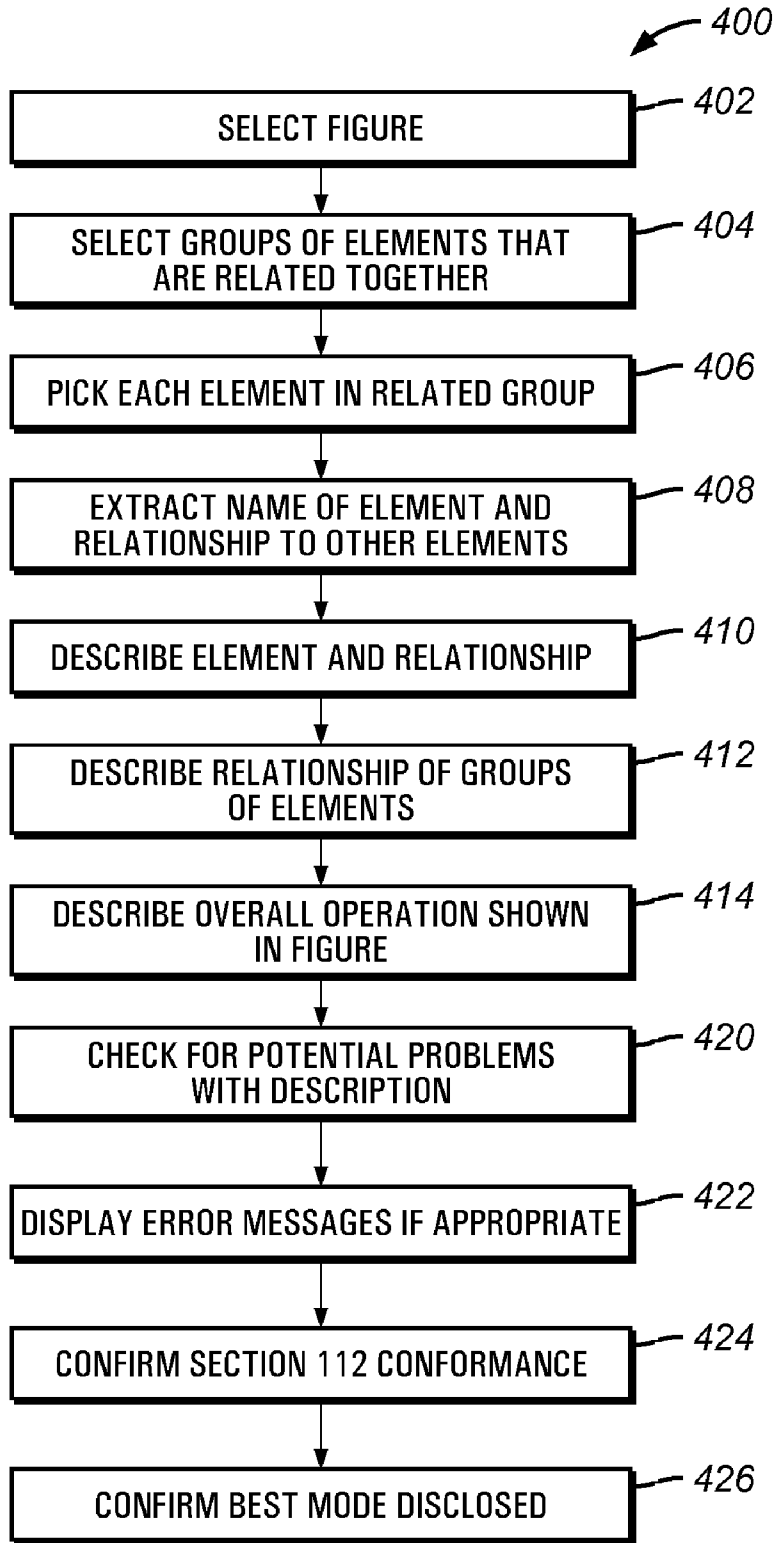 400
SELECT FIGURE
402
SELECT GROUPS OF ELEMENTS THAT
ARE RELATED TOGETHER
404
PICK EACH ELEMENT IN RELATED GROUP
406
EXTRACT NAME OF ELEMENT AND
RELATIONSHIP TO OTHER ELEMENTS
408
DESCRIBE ELEMENT AND RELATIONSHIP
410
DESCRIBE RELATIONSHIP OF GROUPS
OF ELEMENTS
412
DESCRIBE OVERALL OPERATION SHOWN
IN FIGURE
414
CHECK FOR POTENTIAL PROBLEMS
WITH DESCRIPTION
420
DISPLAY ERROR MESSAGES IF APPROPRIATE
422
CONFIRM SECTION 112 CONFORMANCE
424
CONFIRM BEST MODE DISCLOSED
426